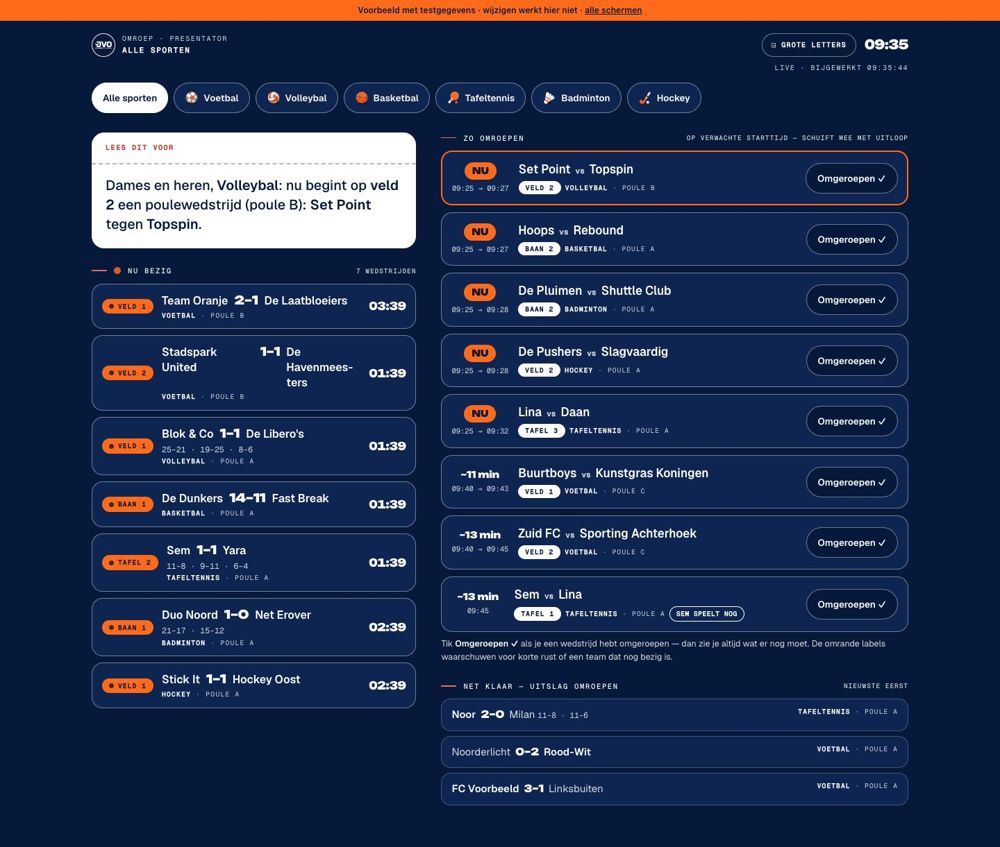 Voorbeeld met testgegevens · wijzigen werkt hier niet · alle schermen
JVO
OMROEP · PRESENTATOR
ALLE SPORTEN
GROTE LETTERS
09:35
LIVE · BIJGEWERKT 09:35:44
Alle sporten
Voetbal
Volleybal
Basketbal
Tafeltennis
Badminton
Hockey
LEES DIT VOOR
Dames en heren, Volleybal: nu begint op veld
2 een poulewedstrijd (poule B): Set Point
tegen Topspin.
NU BEZIG
7 WEDSTRIJDEN
VELD 1
Team Oranje 2–1 De Laatbloeiers
VOETBAL · POULE B
03:39
VELD 2
Stadspark United 1–1 De Havenmees-
ters
VOETBAL · POULE B
01:39
VELD 1
Blok & Co 1–1 De Libero's
25–21 · 19–25 · 8–6
VOLLEYBAL · POULE A
01:39
BAAN 1
De Dunkers 14–11 Fast Break
BASKETBAL · POULE A
01:39
TAFEL 2
Sem 1–1 Yara
11–8 · 9–11 · 6–4
TAFELTENNIS · POULE A
01:39
BAAN 1
Duo Noord 1–0 Net Erover
21–17 · 15–12
BADMINTON · POULE A
02:39
VELD 1
Stick It 1–1 Hockey Oost
HOCKEY · POULE A
02:39
ZO OMROEPEN
OP VERWACHTE STARTTIJD — SCHUIFT MEE MET UITLOOP
NU
09:25 → 09:27
Set Point vs Topspin
VELD 2 VOLLEYBAL · POULE B
Omgeroepen ✓
NU
09:25 → 09:27
Hoops vs Rebound
BAAN 2 BASKETBAL · POULE A
Omgeroepen ✓
NU
09:25 → 09:28
De Pluimen vs Shuttle Club
BAAN 2 BADMINTON · POULE A
Omgeroepen ✓
NU
09:25 → 09:28
De Pushers vs Slagvaardig
VELD 2 HOCKEY · POULE A
Omgeroepen ✓
NU
09:25 → 09:32
Lina vs Daan
TAFEL 3 TAFELTENNIS · POULE A
Omgeroepen ✓
~11 min
09:40 → 09:43
Buurtboys vs Kunstgras Koningen
VELD 1 VOETBAL · POULE C
Omgeroepen ✓
~13 min
09:40 → 09:45
Zuid FC vs Sporting Achterhoek
VELD 2 VOETBAL · POULE C
Omgeroepen ✓
~13 min
09:45
Sem vs Lina
TAFEL 1 TAFELTENNIS · POULE A SEM SPEELT NOG
Omgeroepen ✓
Tik Omgeroepen ✓ als je een wedstrijd hebt omgeroepen — dan zie je altijd wat er nog moet. De omrande labels
waarschuwen voor korte rust of een team dat nog bezig is.
NET KLAAR — UITSLAG OMROEPEN
NIEUWSTE EERST
Noor 2–0 Milan 11–8 · 11–6
TAFELTENNIS · POULE A
Noorderlicht 0–2 Rood-Wit
VOETBAL · POULE A
FC Voorbeeld 3–1 Linksbuiten
VOETBAL · POULE A